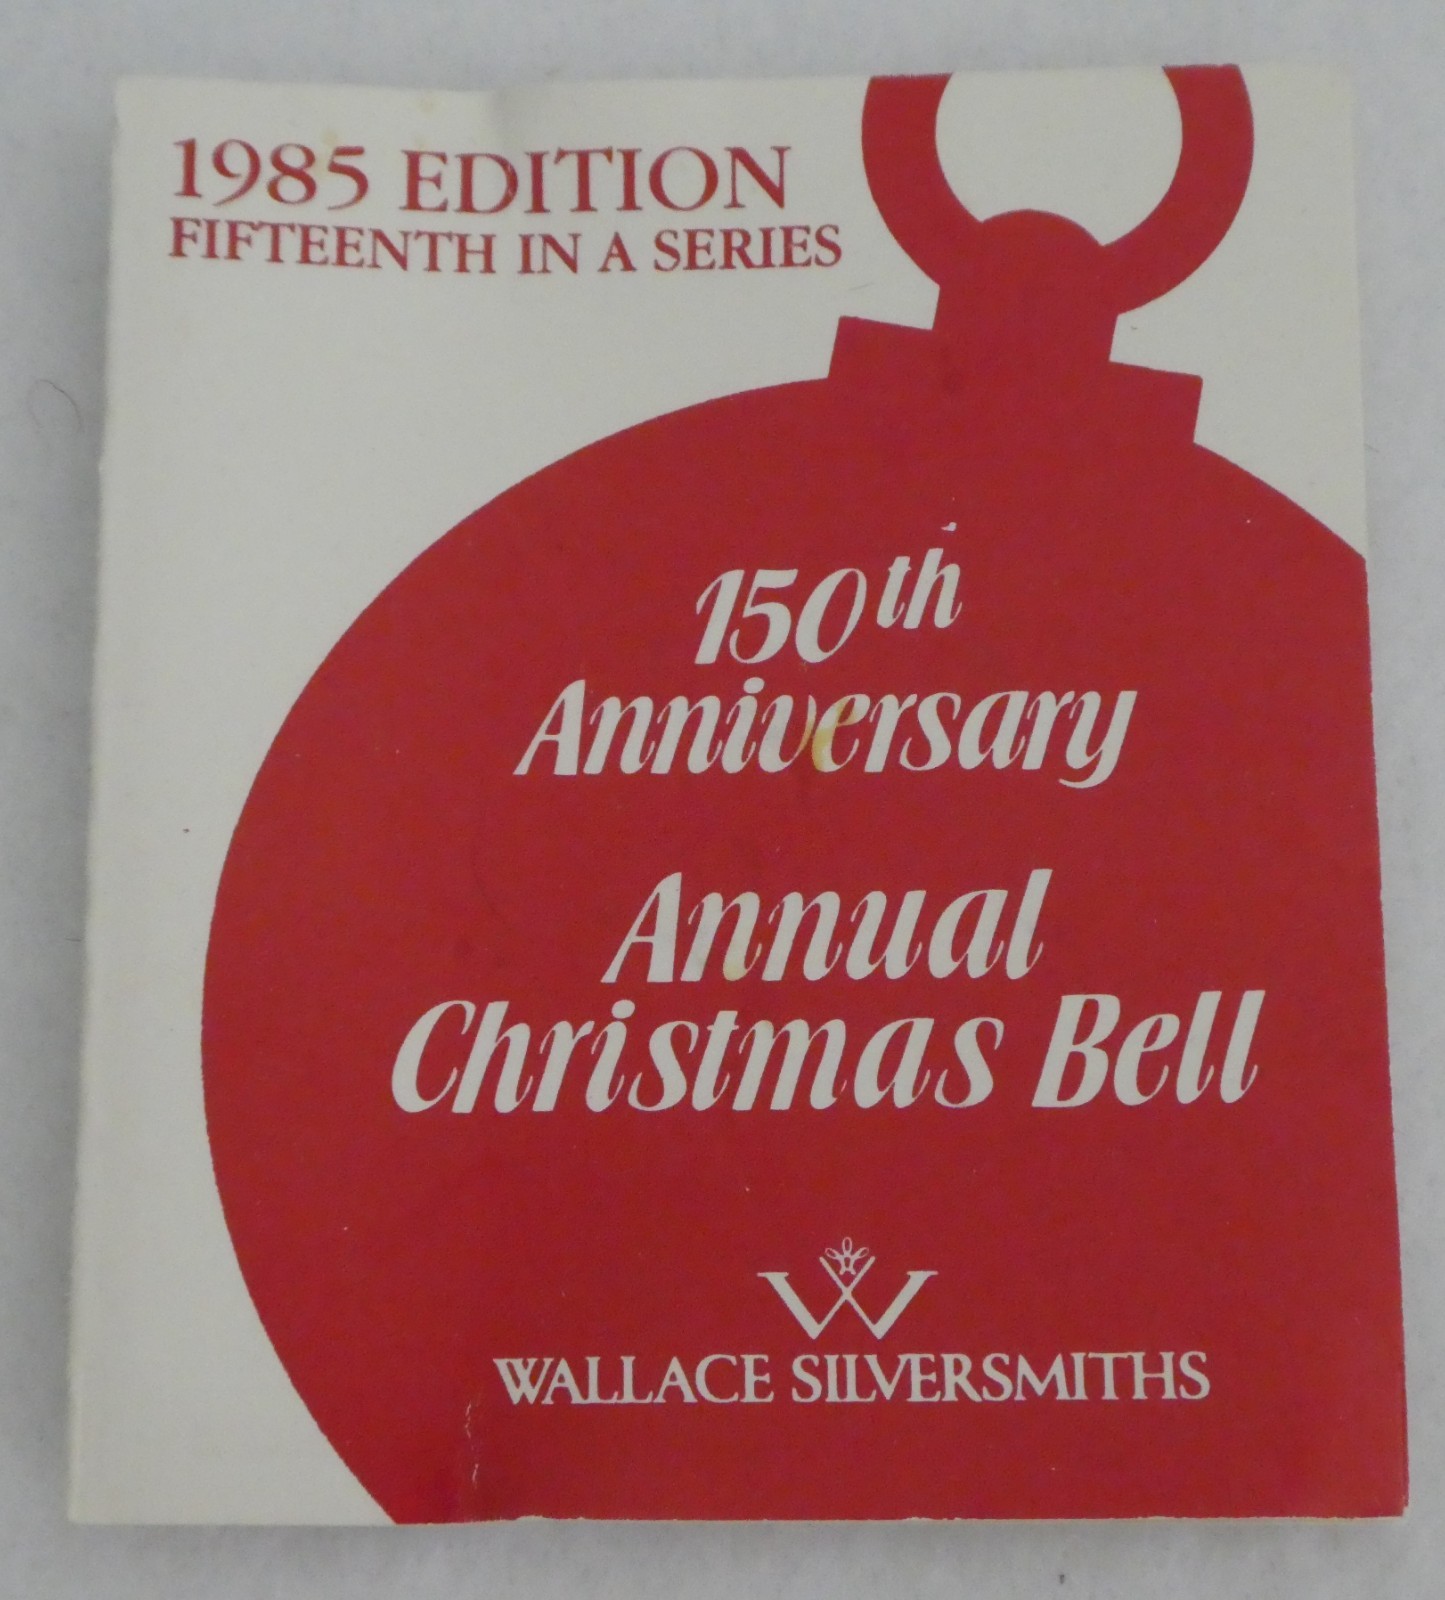 1985 EDITION
FIFTEENTH IN A SERIES
150th
Anniversary
Annual
Christmas Bell
W
WALLACE SILVERSMITHS